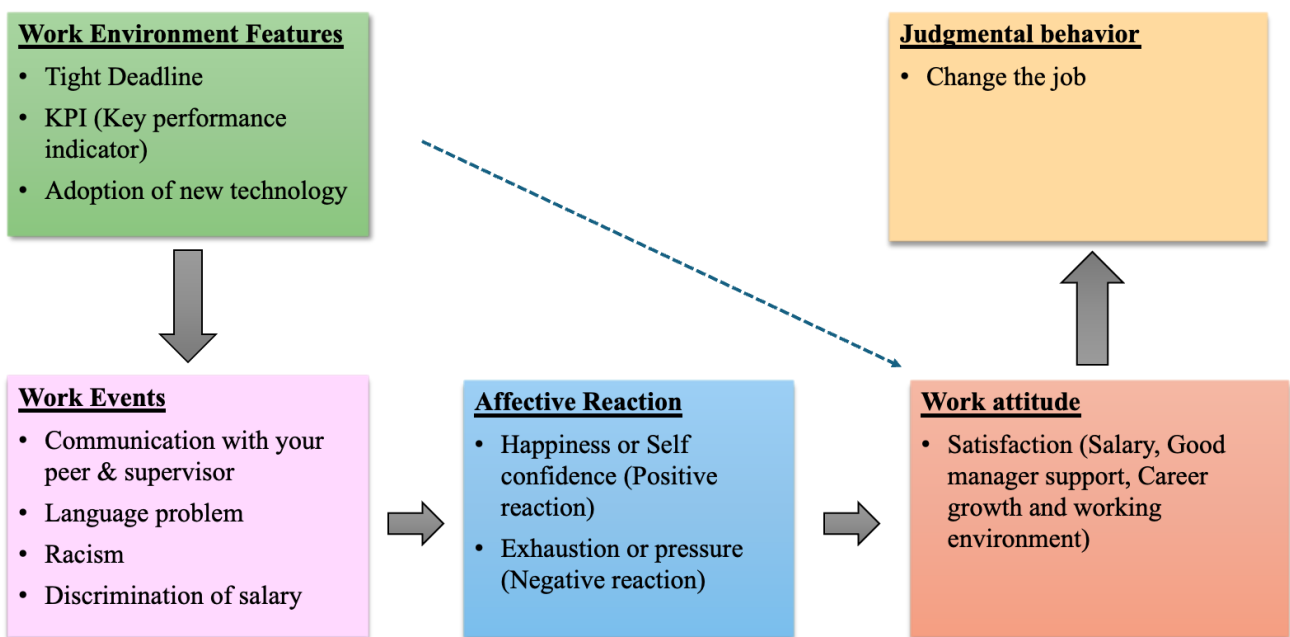 Work Environment Features
• Tight Deadline
• KPI (Key performance
indicator)
• Adoption of new technology
Judgmental behavior
• Change the job
Work Events
• Communication with your
peer & supervisor
• Language problem
• Racism
• Discrimination of salary
Affective Reaction
• Happiness or Self
confidence (Positive
reaction)
• Exhaustion or pressure
(Negative reaction)
Work attitude
• Satisfaction (Salary, Good
manager support, Career
growth and working
environment)